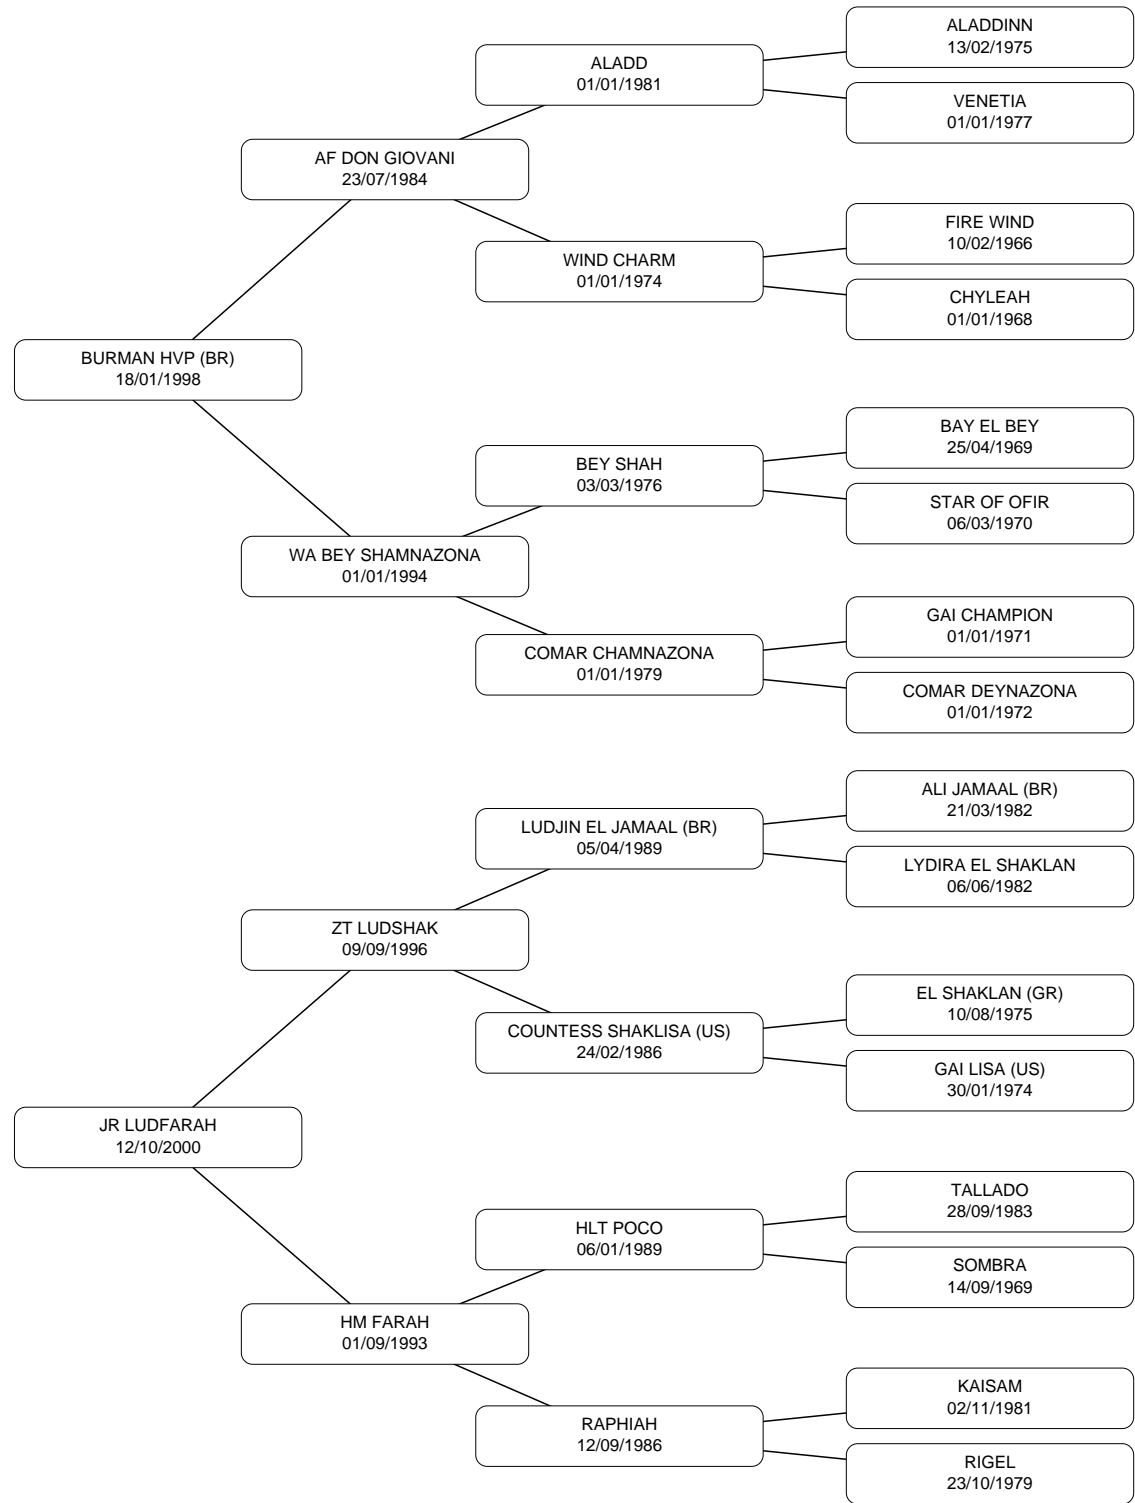 ALADDINN
13/02/1975
ALADD
01/01/1981
VENETIA
01/01/1977
AF DON GIOVANI
23/07/1984
FIRE WIND
10/02/1966
WIND CHARM
01/01/1974
CHYLEAH
01/01/1968
BURMAN HVP (BR)
18/01/1998
BAY EL BEY
25/04/1969
BEY SHAH
03/03/1976
STAR OF OFIR
06/03/1970
WA BEY SHAMNAZONA
01/01/1994
GAI CHAMPION
01/01/1971
COMAR CHAMNAZONA
01/01/1979
COMAR DEYNAZONA
01/01/1972
ALI JAMAAL (BR)
21/03/1982
LUDJIN EL JAMAAL (BR)
05/04/1989
LYDIRA EL SHAKLAN
06/06/1982
ZT LUDSHAK
09/09/1996
EL SHAKLAN (GR)
10/08/1975
COUNTESS SHAKLISA (US)
24/02/1986
GAI LISA (US)
30/01/1974
JR LUDFARAH
12/10/2000
TALLADO
28/09/1983
HLT POCO
06/01/1989
SOMBRA
14/09/1969
HM FARAH
01/09/1993
KAISAM
02/11/1981
RAPHIAH
12/09/1986
RIGEL
23/10/1979